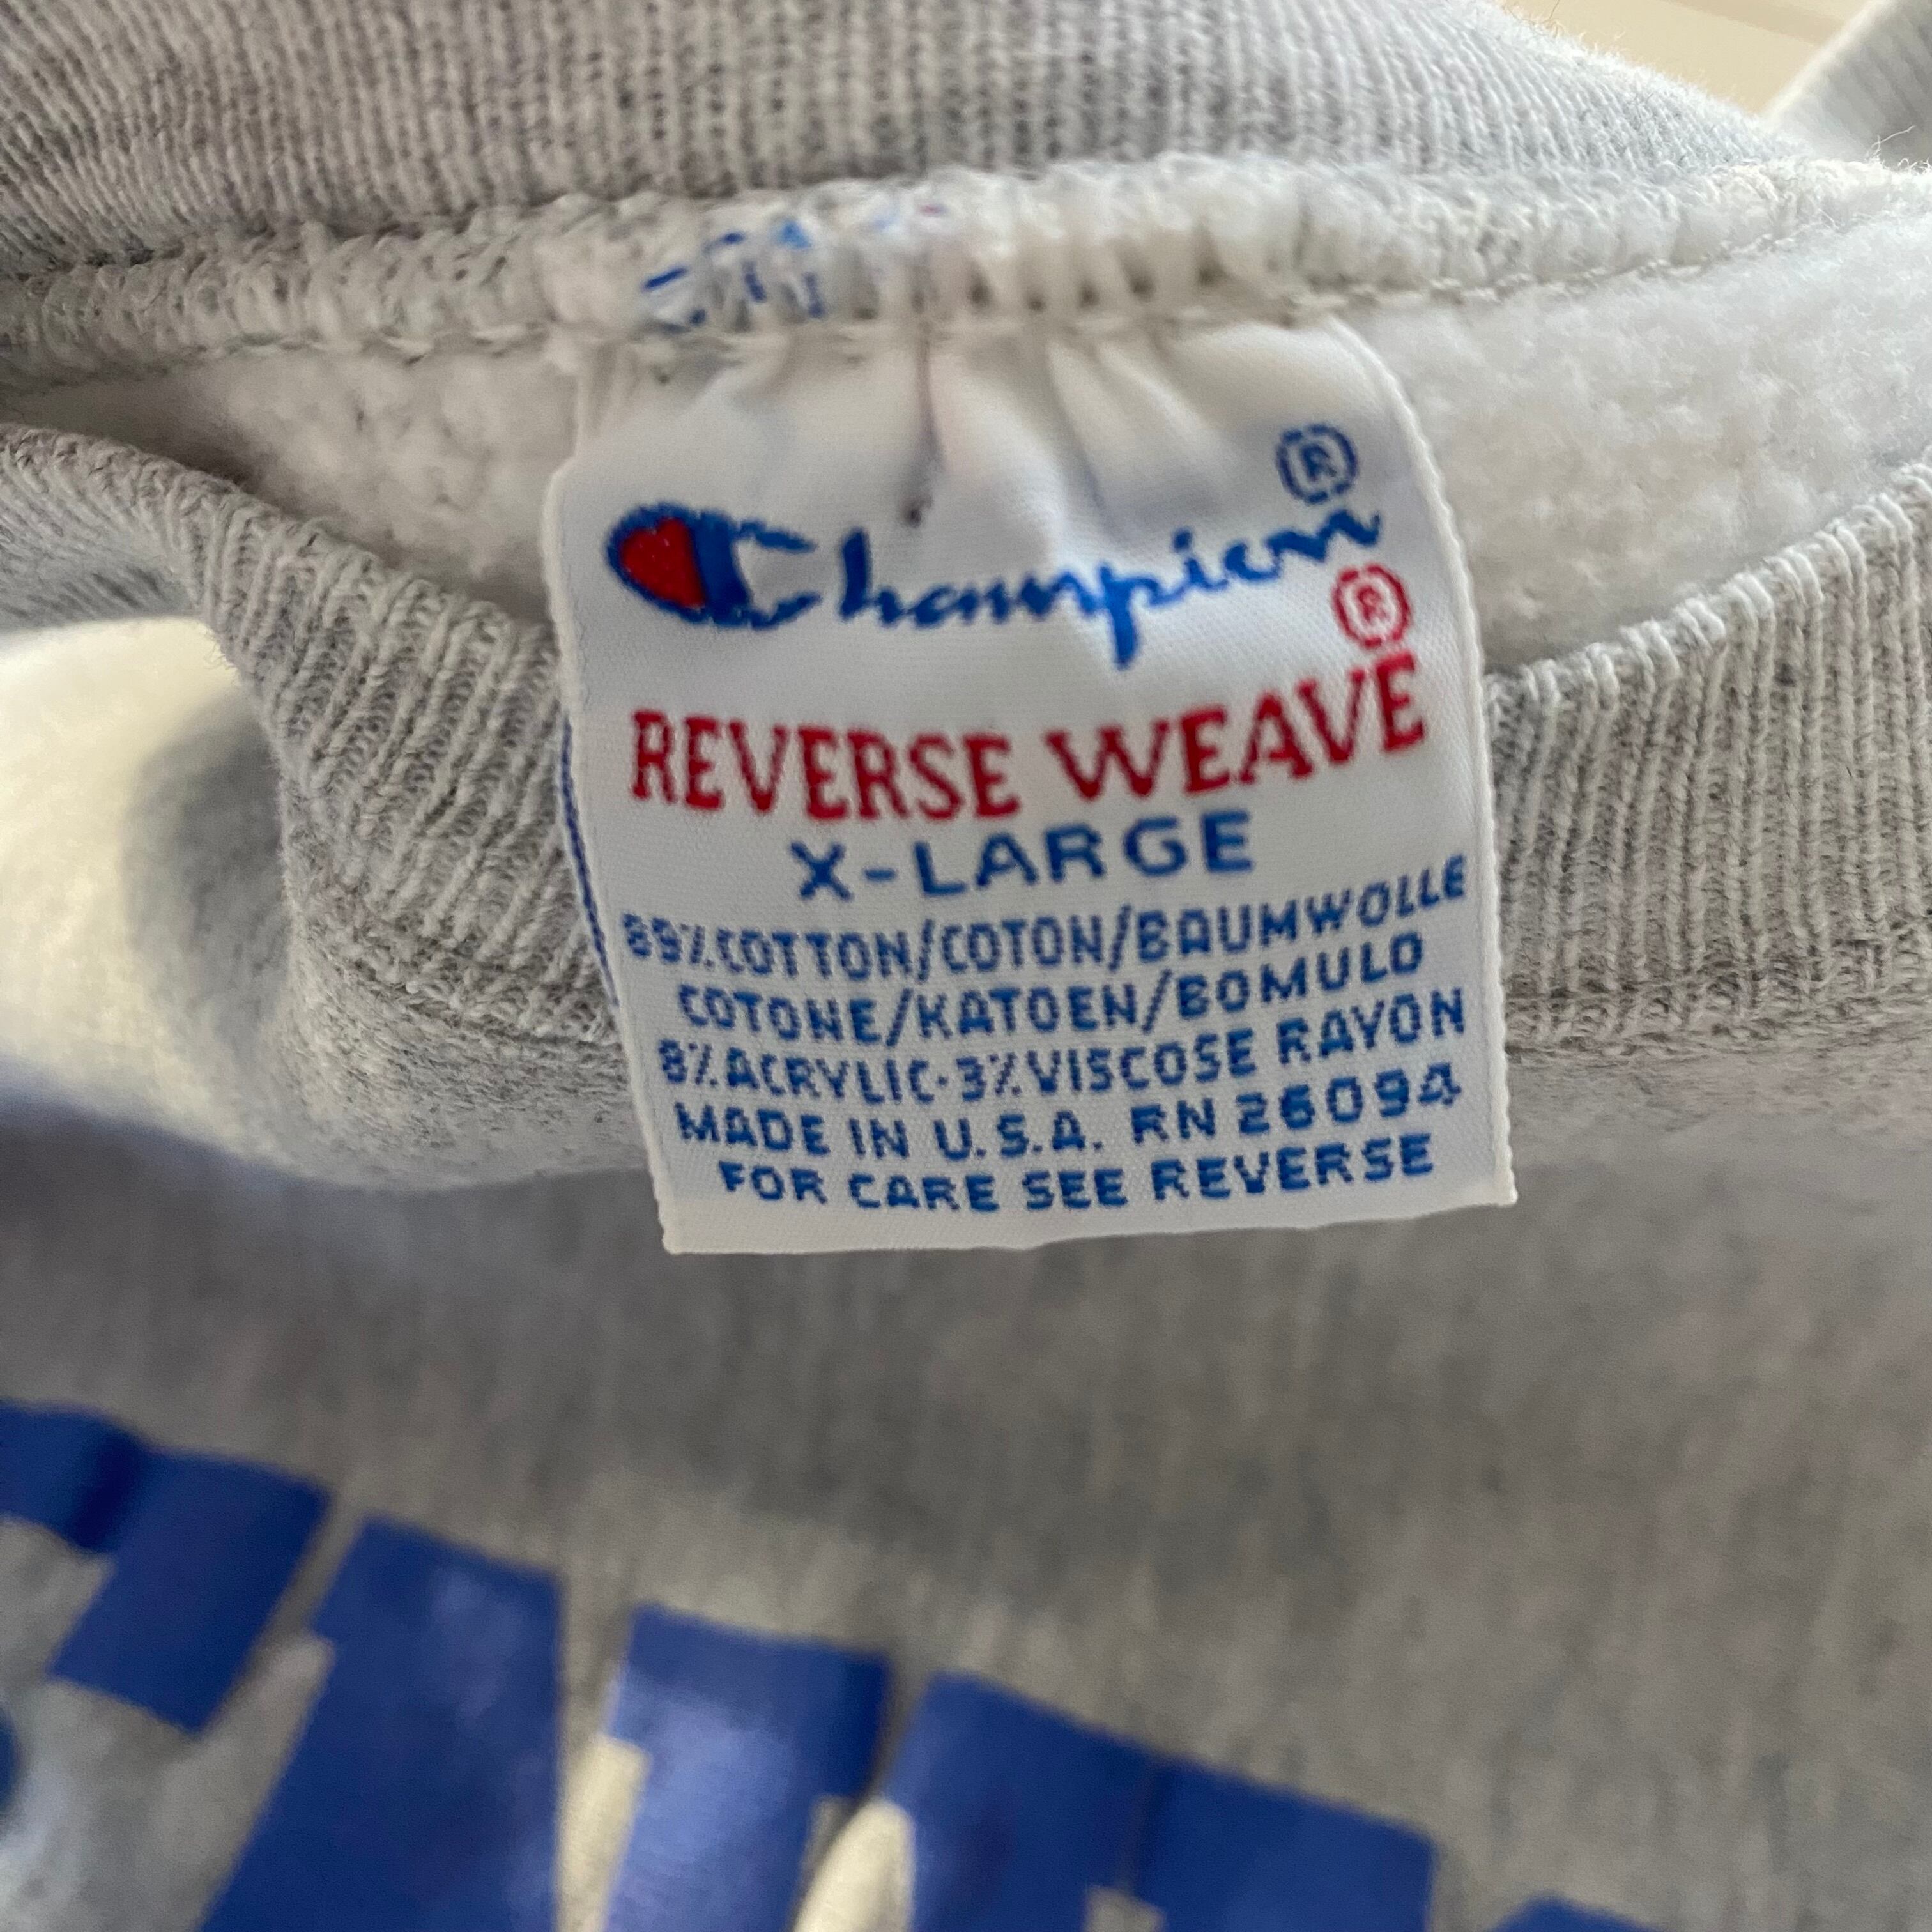 Champion®
REVERSE WEAVE®
X-LARGE
89%COTTON/COTON/BAUMWOLLE
COTONE/KATOEN/BOMULO
8%ACRYLIC·3%VISCOSE RAYON
MADE IN U.S.A. RN 26094
FOR CARE SEE REVERSE